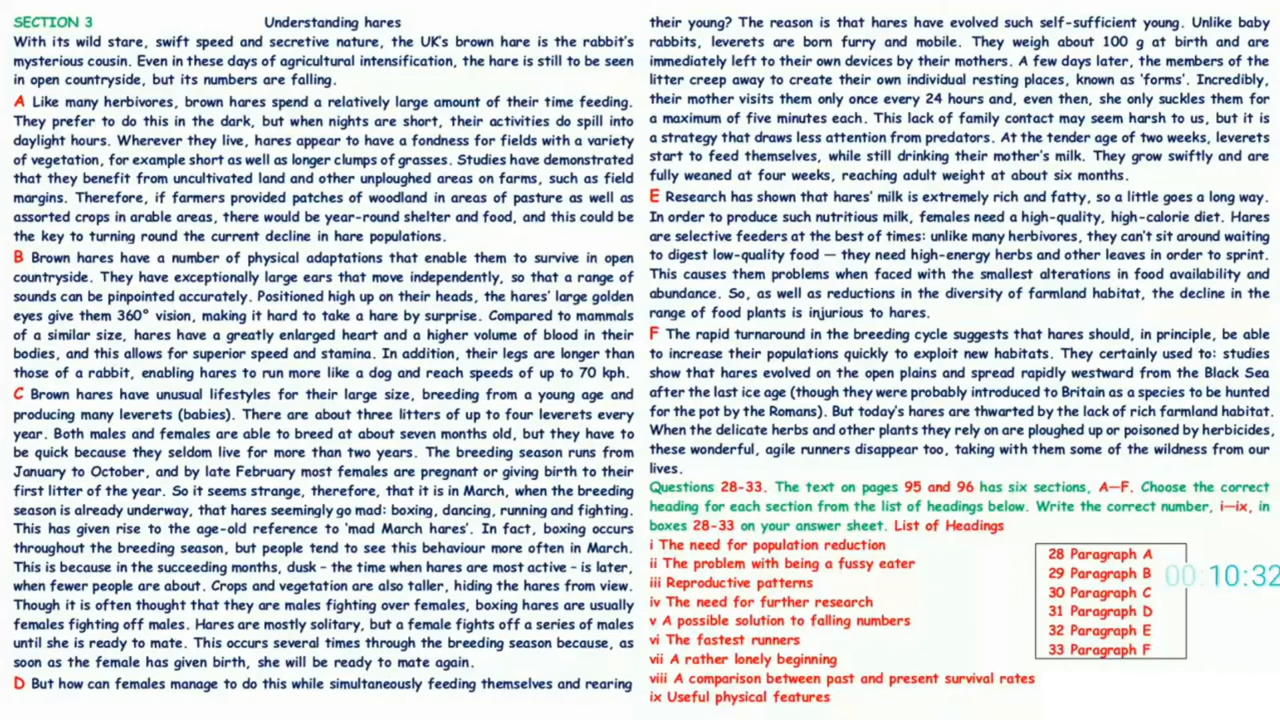 SECTION 3 Understanding hares
With its wild stare, swift speed and secretive nature, the UK's brown hare is the rabbit's
mysterious cousin. Even in these days of agricultural intensification, the hare is still to be seen
in open countryside, but its numbers are falling.
A Like many herbivores, brown hares spend a relatively large amount of their time feeding.
They prefer to do this in the dark, but when nights are short, their activities do spill into
daylight hours. Wherever they live, hares appear to have a fondness for fields with a variety
of vegetation, for example short as well as longer clumps of grasses. Studies have demonstrated
that they benefit from uncultivated land and other unploughed areas on farms, such as field
margins. Therefore, if farmers provided patches of woodland in areas of pasture as well as
assorted crops in arable areas, there would be year-round shelter and food, and this could be
the key to turning round the current decline in hare populations.
B Brown hares have a number of physical adaptations that enable them to survive in open
countryside. They have exceptionally large ears that move independently, so that a range of
sounds can be pinpointed accurately. Positioned high up on their heads, the hares' large golden
eyes give them 360° vision, making it hard to take a hare by surprise. Compared to mammals
of a similar size, hares have a greatly enlarged heart and a higher volume of blood in their
bodies, and this allows for superior speed and stamina. In addition, their legs are longer than
those of a rabbit, enabling hares to run more like a dog and reach speeds of up to 70 kph.
C Brown hares have unusual lifestyles for their large size, breeding from a young age and
producing many leverets (babies). There are about three litters of up to four leverets every
year. Both males and females are able to breed at about seven months old, but they have to
be quick because they seldom live for more than two years. The breeding season runs from
January to October, and by late February most females are pregnant or giving birth to their
first litter of the year. So it seems strange, therefore, that it is in March, when the breeding
season is already underway, that hares seemingly go mad: boxing, dancing, running and fighting.
This has given rise to the age-old reference to 'mad March hares'. In fact, boxing occurs
throughout the breeding season, but people tend to see this behaviour more often in March.
This is because in the succeeding months, dusk – the time when hares are most active – is later,
when fewer people are about. Crops and vegetation are also taller, hiding the hares from view.
Though it is often thought that they are males fighting over females, boxing hares are usually
females fighting off males. Hares are mostly solitary, but a female fights off a series of males
until she is ready to mate. This occurs several times through the breeding season because, as
soon as the female has given birth, she will be ready to mate again.
D But how can females manage to do this while simultaneously feeding themselves and rearing
their young? The reason is that hares have evolved such self-sufficient young. Unlike baby
rabbits, leverets are born furry and mobile. They weigh about 100 g at birth and are
immediately left to their own devices by their mothers. A few days later, the members of the
litter creep away to create their own individual resting places, known as 'forms'. Incredibly,
their mother visits them only once every 24 hours and, even then, she only suckles them for
a maximum of five minutes each. This lack of family contact may seem harsh to us, but it is
a strategy that draws less attention from predators. At the tender age of two weeks, leverets
start to feed themselves, while still drinking their mother's milk. They grow swiftly and are
fully weaned at four weeks, reaching adult weight at about six months.
E Research has shown that hares' milk is extremely rich and fatty, so a little goes a long way.
In order to produce such nutritious milk, females need a high-quality, high-calorie diet. Hares
are selective feeders at the best of times: unlike many herbivores, they can't sit around waiting
to digest low-quality food — they need high-energy herbs and other leaves in order to sprint.
This causes them problems when faced with the smallest alterations in food availability and
abundance. So, as well as reductions in the diversity of farmland habitat, the decline in the
range of food plants is injurious to hares.
F The rapid turnaround in the breeding cycle suggests that hares should, in principle, be able
to increase their populations quickly to exploit new habitats. They certainly used to: studies
show that hares evolved on the open plains and spread rapidly westward from the Black Sea
after the last ice age (though they were probably introduced to Britain as a species to be hunted
for the pot by the Romans). But today's hares are thwarted by the lack of rich farmland habitat.
When the delicate herbs and other plants they rely on are ploughed up or poisoned by herbicides,
these wonderful, agile runners disappear too, taking with them some of the wildness from our
lives.
Questions 28-33. The text on pages 95 and 96 has six sections, A—F. Choose the correct
heading for each section from the list of headings below. Write the correct number, i—ix, in
boxes 28-33 on your answer sheet. List of Headings
i The need for population reduction
ii The problem with being a fussy eater
iii Reproductive patterns
iv The need for further research
v A possible solution to falling numbers
vi The fastest runners
vii A rather lonely beginning
viii A comparison between past and present survival rates
ix Useful physical features
28 Paragraph A
29 Paragraph B
30 Paragraph C
31 Paragraph D
32 Paragraph E
33 Paragraph F
00:10:32